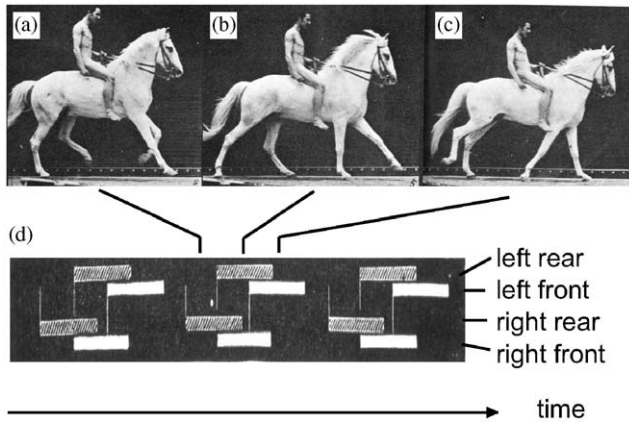 (a)
(b)
(c)
(d)
left rear
left front
right rear
right front
time